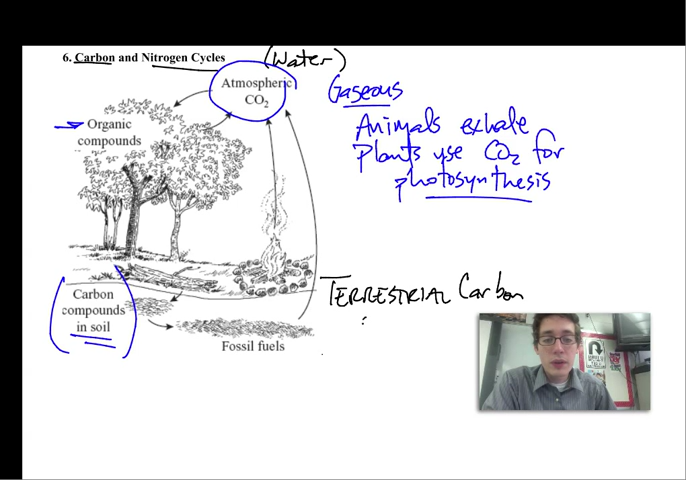 6. Carbon and Nitrogen Cycles (Water)
Atmospheric
CO₂
Gaseous
Animals exhale
Plants use CO₂ for
photosynthesis
Organic
compounds
TERRESTRIAL Carbon
Carbon
compounds
in soil
Fossil fuels